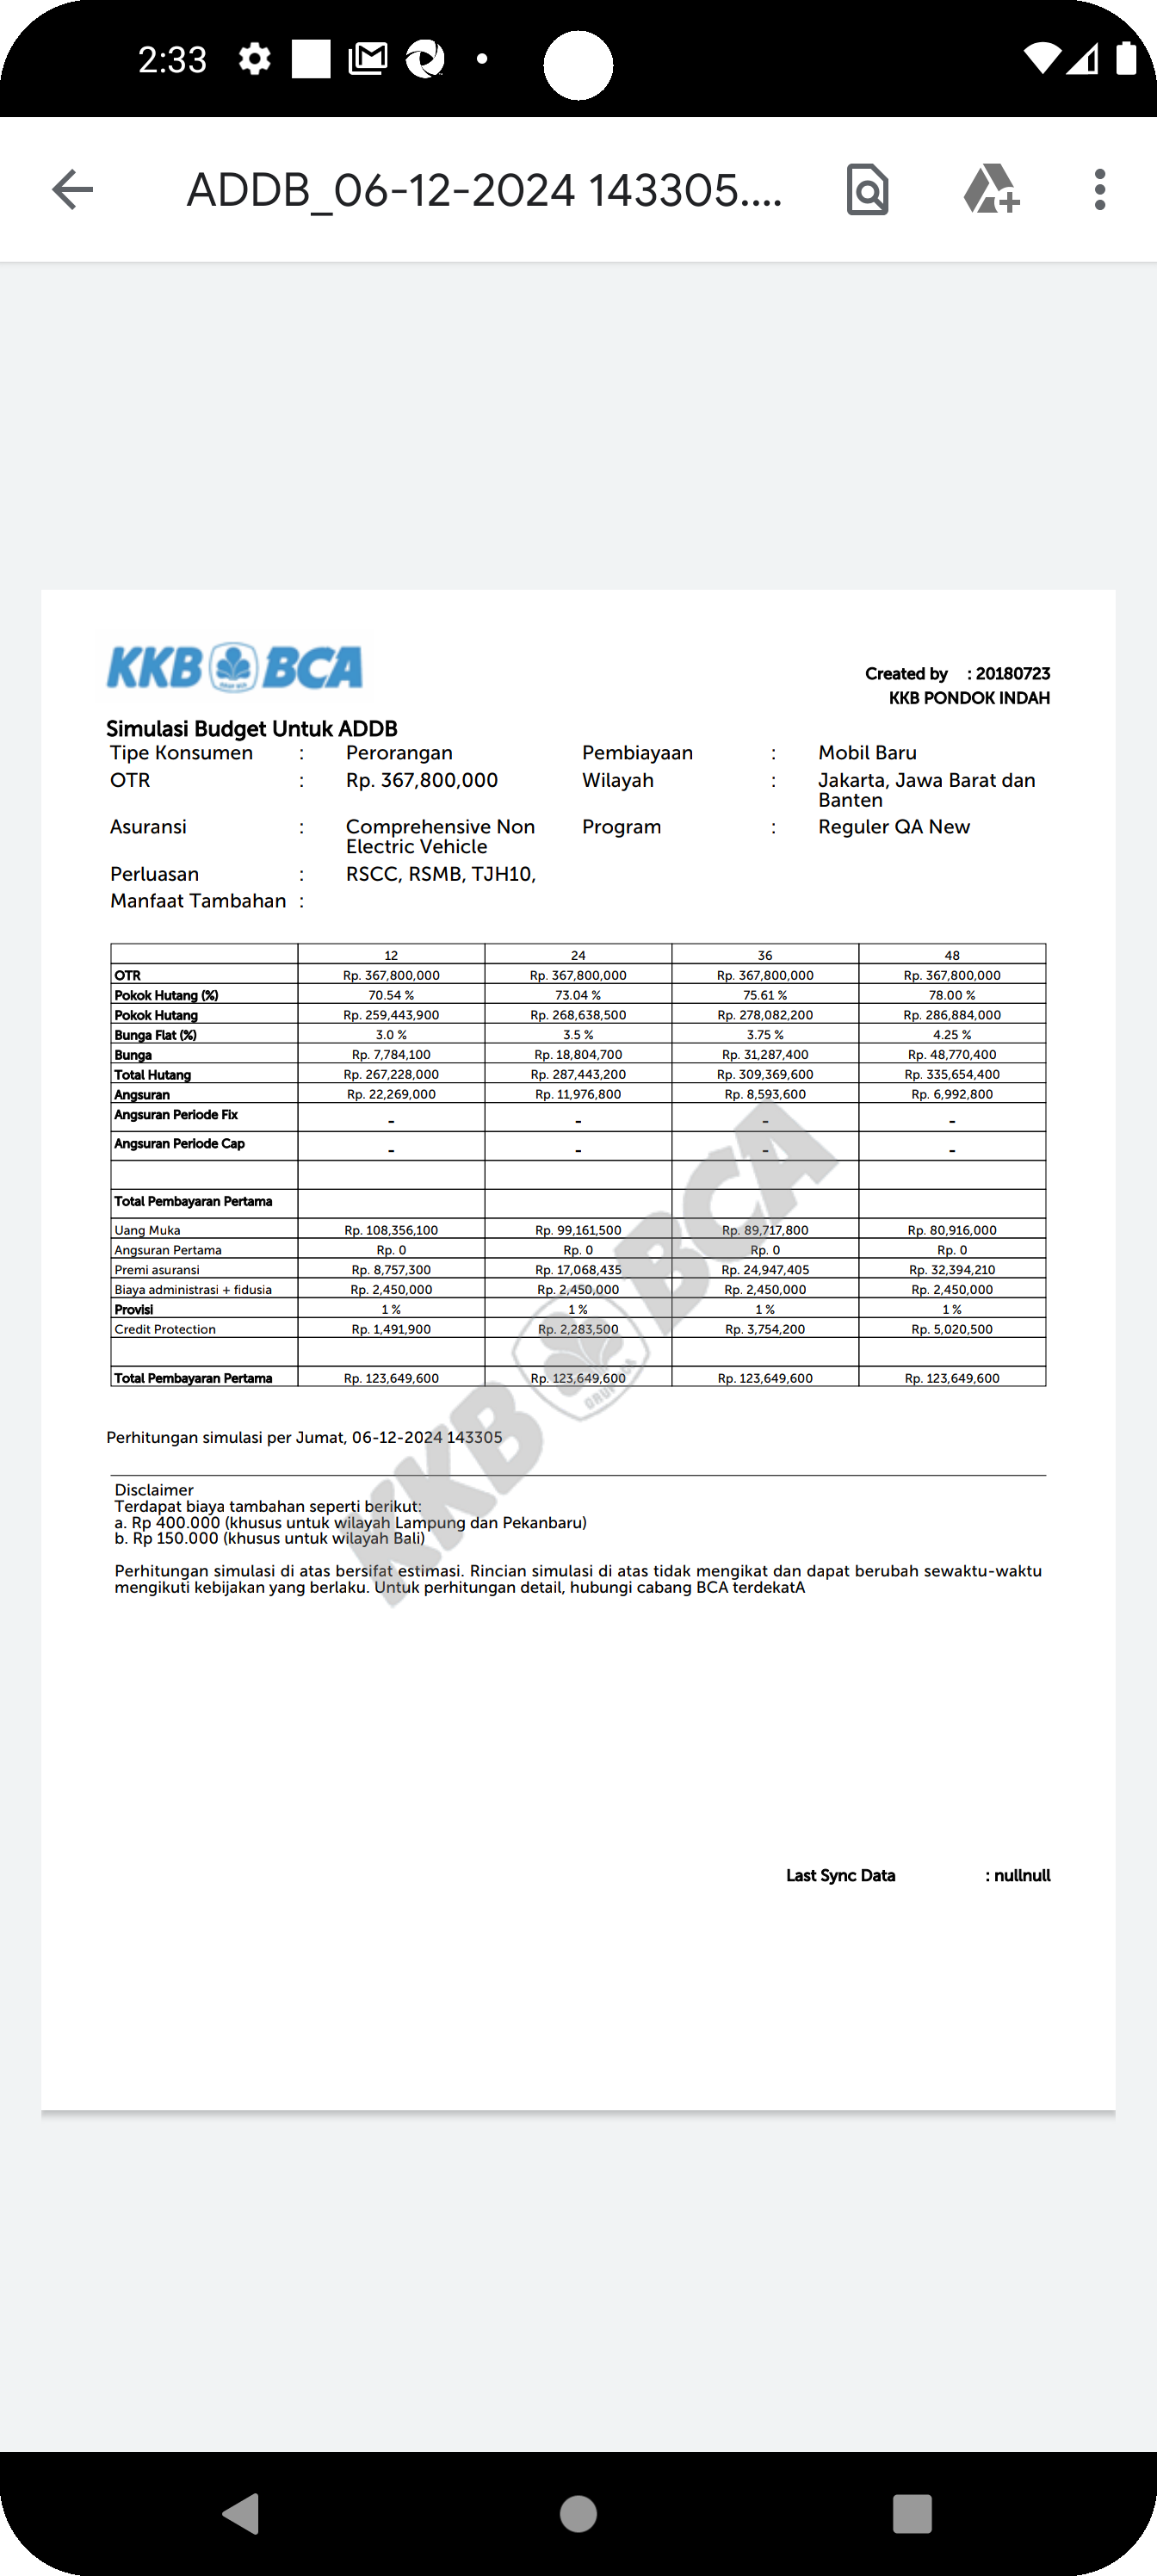 2:33
ADDB_06-12-2024 143305....
KKB BCA
Created by : 20180723
KKB PONDOK INDAH
Simulasi Budget Untuk ADDB
Tipe Konsumen : Perorangan Pembiayaan : Mobil Baru
OTR : Rp. 367,800,000 Wilayah : Jakarta, Jawa Barat dan
Banten
Asuransi : Comprehensive Non Program : Reguler QA New
Electric Vehicle
Perluasan : RSCC, RSMB, TJH10,
Manfaat Tambahan :
12 24 36 48
OTR Rp. 367,800,000 Rp. 367,800,000 Rp. 367,800,000 Rp. 367,800,000
Pokok Hutang (%) 70.54 % 73.04 % 75.61 % 78.00 %
Pokok Hutang Rp. 259,443,900 Rp. 268,638,500 Rp. 278,082,200 Rp. 286,884,000
Bunga Flat (%) 3.0 % 3.5 % 3.75 % 4.25 %
Bunga Rp. 7,784,100 Rp. 18,804,700 Rp. 31,287,400 Rp. 48,770,400
Total Hutang Rp. 267,228,000 Rp. 287,443,200 Rp. 309,369,600 Rp. 335,654,400
Angsuran Rp. 22,269,000 Rp. 11,976,800 Rp. 8,593,600 Rp. 6,992,800
Angsuran Periode Fix - - - -
Angsuran Periode Cap - - - -
Total Pembayaran Pertama
Uang Muka Rp. 108,356,100 Rp. 99,161,500 Rp. 89,717,800 Rp. 80,916,000
Angsuran Pertama Rp. 0 Rp. 0 Rp. 0 Rp. 0
Premi asuransi Rp. 8,757,300 Rp. 17,068,435 Rp. 24,947,405 Rp. 32,394,210
Biaya administrasi + fidusia Rp. 2,450,000 Rp. 2,450,000 Rp. 2,450,000 Rp. 2,450,000
Provisi 1 % 1 % 1 % 1 %
Credit Protection Rp. 1,491,900 Rp. 2,283,500 Rp. 3,754,200 Rp. 5,020,500
Total Pembayaran Pertama Rp. 123,649,600 Rp. 123,649,600 Rp. 123,649,600 Rp. 123,649,600
KKB BCA
GRUP BCA
Perhitungan simulasi per Jumat, 06-12-2024 143305
Disclaimer
Terdapat biaya tambahan seperti berikut:
a. Rp 400.000 (khusus untuk wilayah Lampung dan Pekanbaru)
b. Rp 150.000 (khusus untuk wilayah Bali)
Perhitungan simulasi di atas bersifat estimasi. Rincian simulasi di atas tidak mengikat dan dapat berubah sewaktu-waktu
mengikuti kebijakan yang berlaku. Untuk perhitungan detail, hubungi cabang BCA terdekatA
Last Sync Data : nullnull